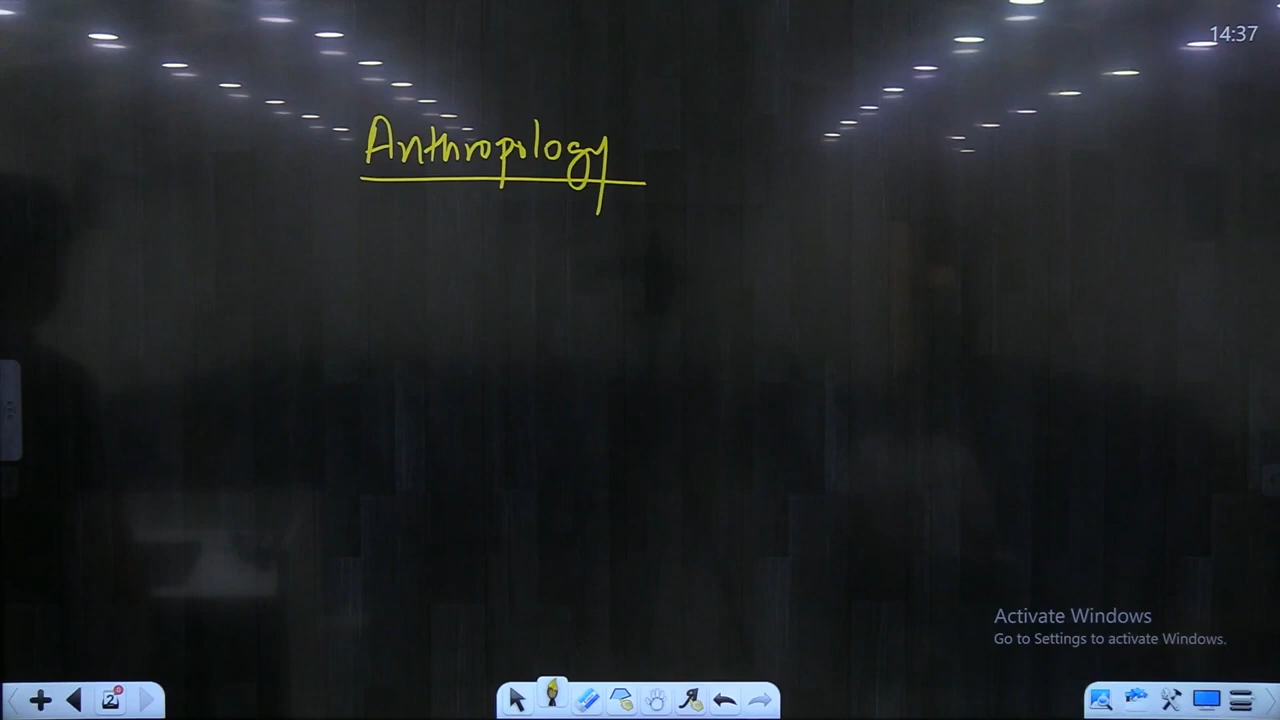 14:37
Anthropology
Activate Windows
Go to Settings to activate Windows.
2